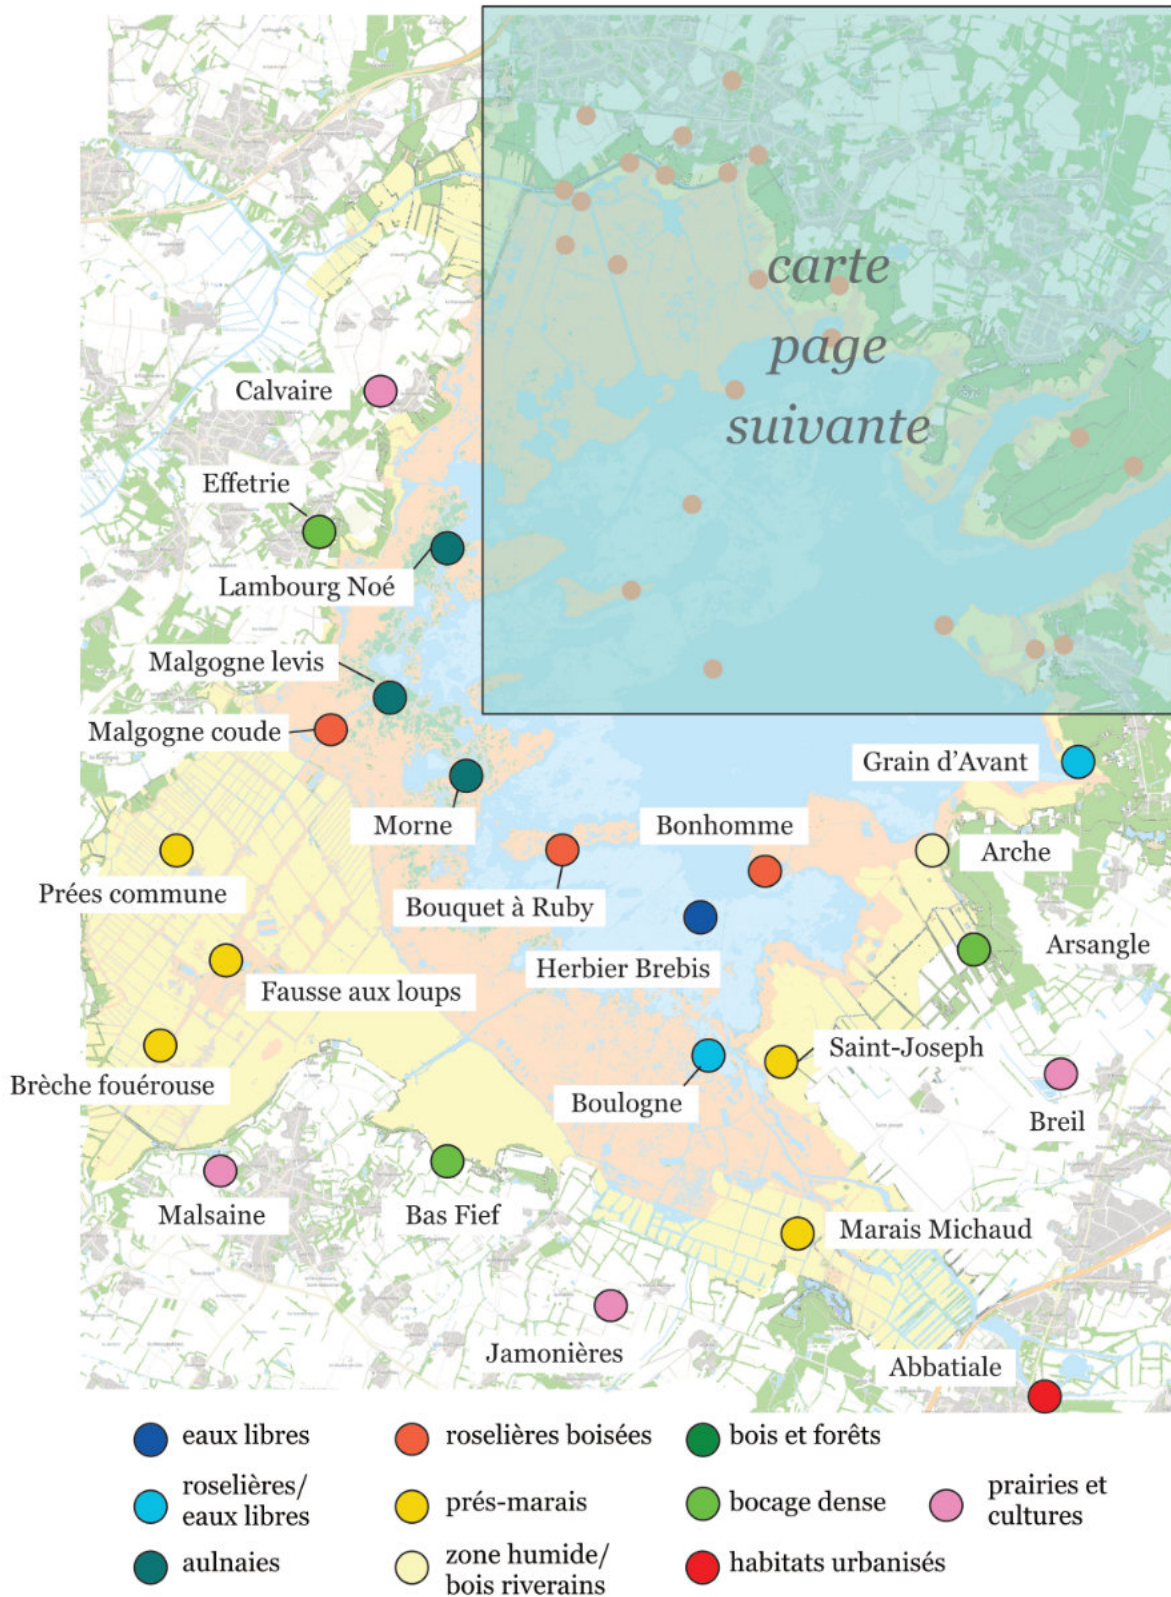 carte
page
suivante
Calvaire
Effetrie
Lambourg Noé
Malgogne levis
Malgogne coude
Grain d'Avant
Morne
Bonhomme
Arche
Prées commune
Bouquet à Ruby
Arsangle
Herbier Brebis
Fausse aux loups
Saint-Joseph
Brèche fouérouse
Boulogne
Breil
Malsaine
Bas Fief
Marais Michaud
Jamonières
Abbatiale
eaux libres
roselières boisées
bois et forêts
roselières/
eaux libres
prés-marais
bocage dense
prairies et
cultures
aulnaies
zone humide/
bois riverains
habitats urbanisés